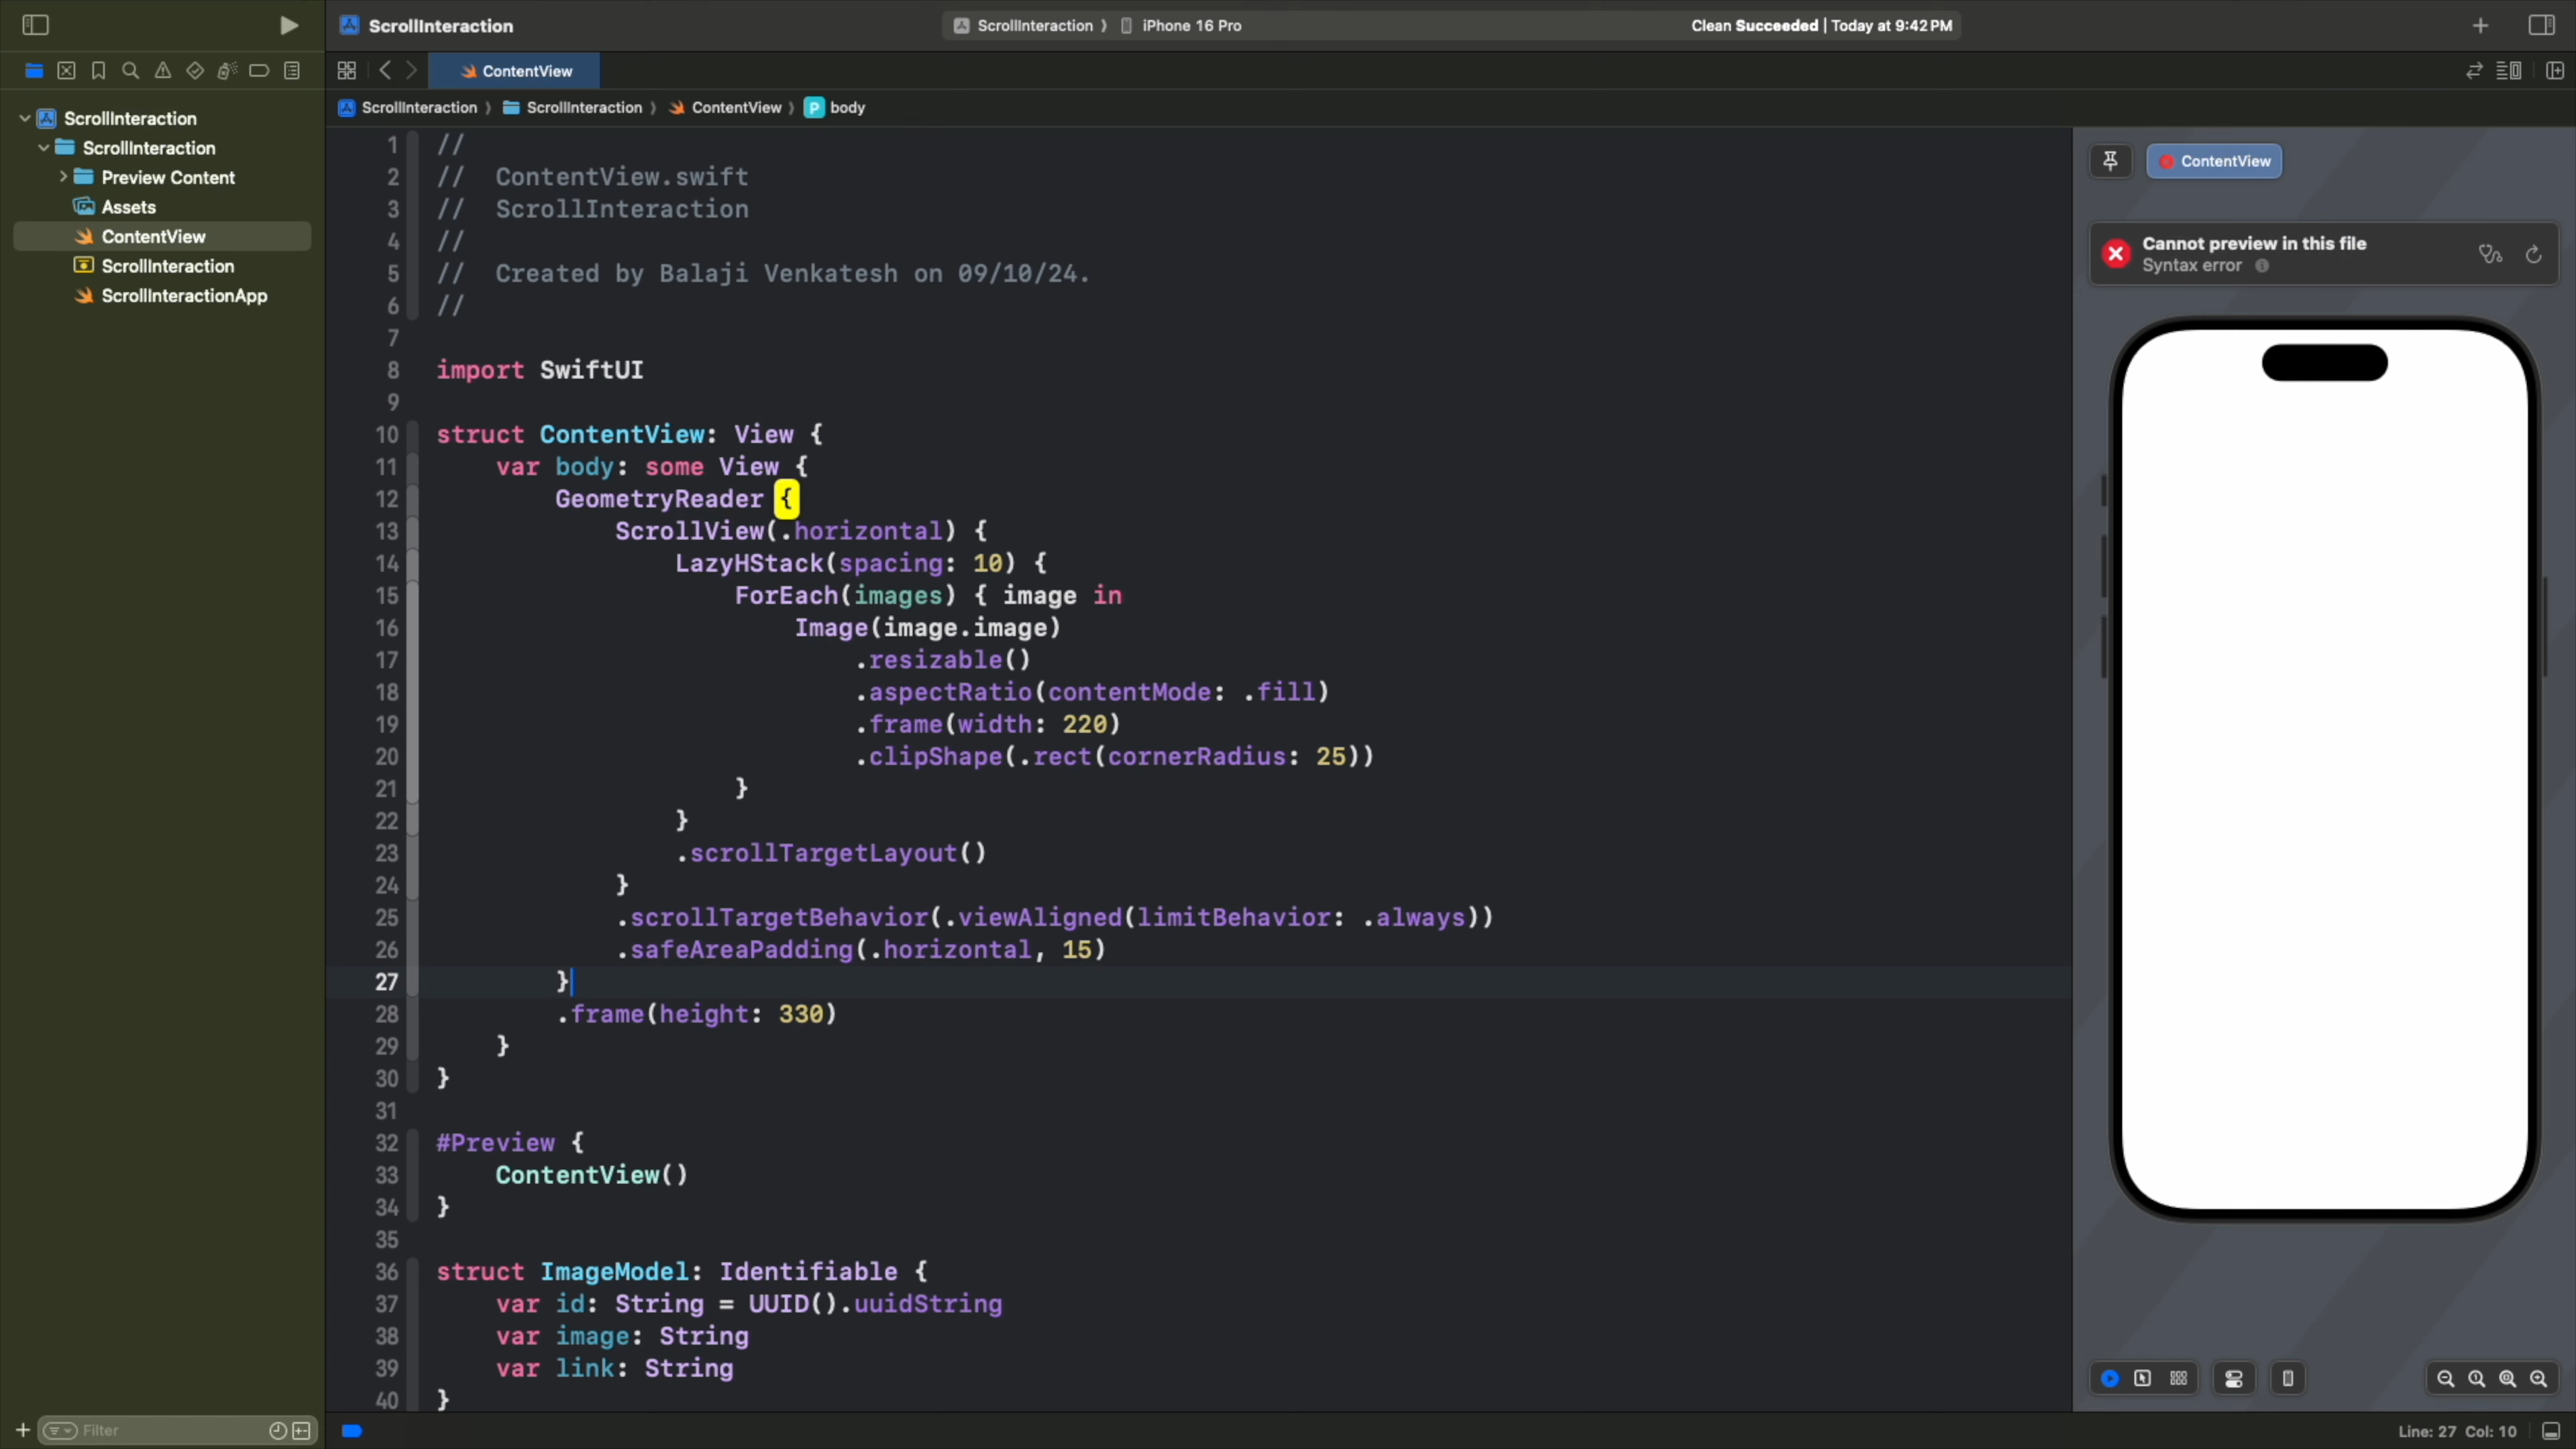 ScrollInteraction
ScrollInteraction
iPhone 16 Pro
Clean Succeeded | Today at 9:42 PM
ContentView
ScrollInteraction
ScrollInteraction
ContentView
P
body
ScrollInteraction
ScrollInteraction
Preview Content
Assets
ContentView
ScrollInteraction
ScrollInteractionApp
Filter
1 //
2 //  ContentView.swift
3 //  ScrollInteraction
4 //
5 //  Created by Balaji Venkatesh on 09/10/24.
6 //
7
8 import SwiftUI
9
10 struct ContentView: View {
11     var body: some View {
12         GeometryReader {
13             ScrollView(.horizontal) {
14                 LazyHStack(spacing: 10) {
15                     ForEach(images) { image in
16                         Image(image.image)
17                             .resizable()
18                             .aspectRatio(contentMode: .fill)
19                             .frame(width: 220)
20                             .clipShape(.rect(cornerRadius: 25))
21                     }
22                 }
23                 .scrollTargetLayout()
24             }
25             .scrollTargetBehavior(.viewAligned(limitBehavior: .always))
26             .safeAreaPadding(.horizontal, 15)
27         }
28         .frame(height: 330)
29     }
30 }
31
32 #Preview {
33     ContentView()
34 }
35
36 struct ImageModel: Identifiable {
37     var id: String = UUID().uuidString
38     var image: String
39     var link: String
40 }
ContentView
Cannot preview in this file
Syntax error
Line: 27 Col: 10